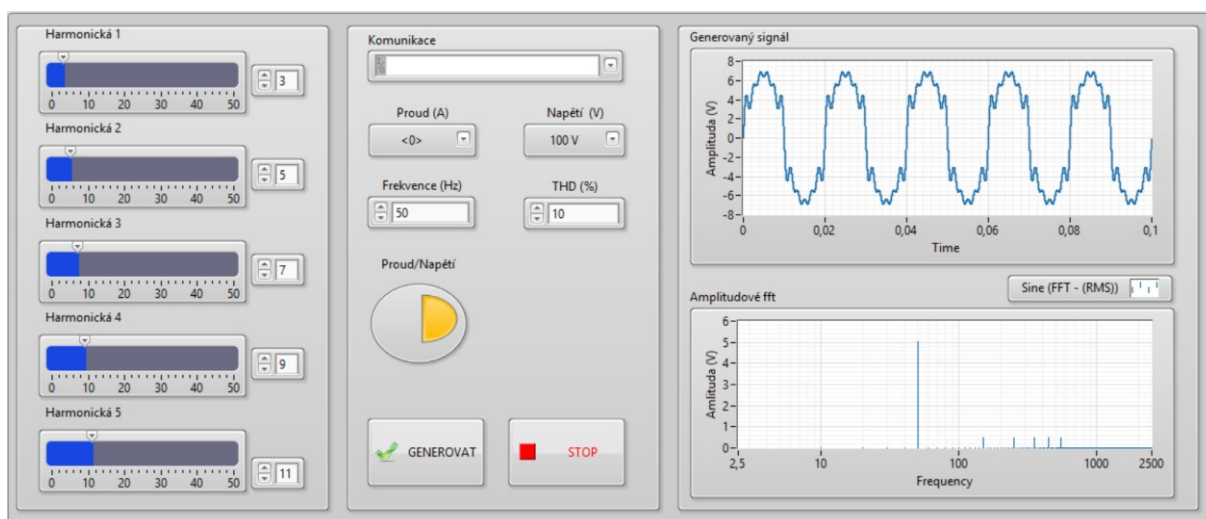 Harmonická 1
0 10 20 30 40 50
3
Harmonická 2
0 10 20 30 40 50
5
Harmonická 3
0 10 20 30 40 50
7
Harmonická 4
0 10 20 30 40 50
9
Harmonická 5
0 10 20 30 40 50
11
Komunikace
Proud (A)
Napětí (V)
<0>
100 V
Frekvence (Hz)
THD (%)
50
10
Proud/Napětí
GENEROVAT
STOP
Generovaný signál
Amplituda (V)
8
6
4
2
0
-2
-4
-6
-8
0 0,02 0,04 0,06 0,08 0,1
Time
Sine (FFT - (RMS))
Amplitudové fft
Amlituda (V)
6
5
4
3
2
1
0
2,5 10 100 1000 2500
Frequency